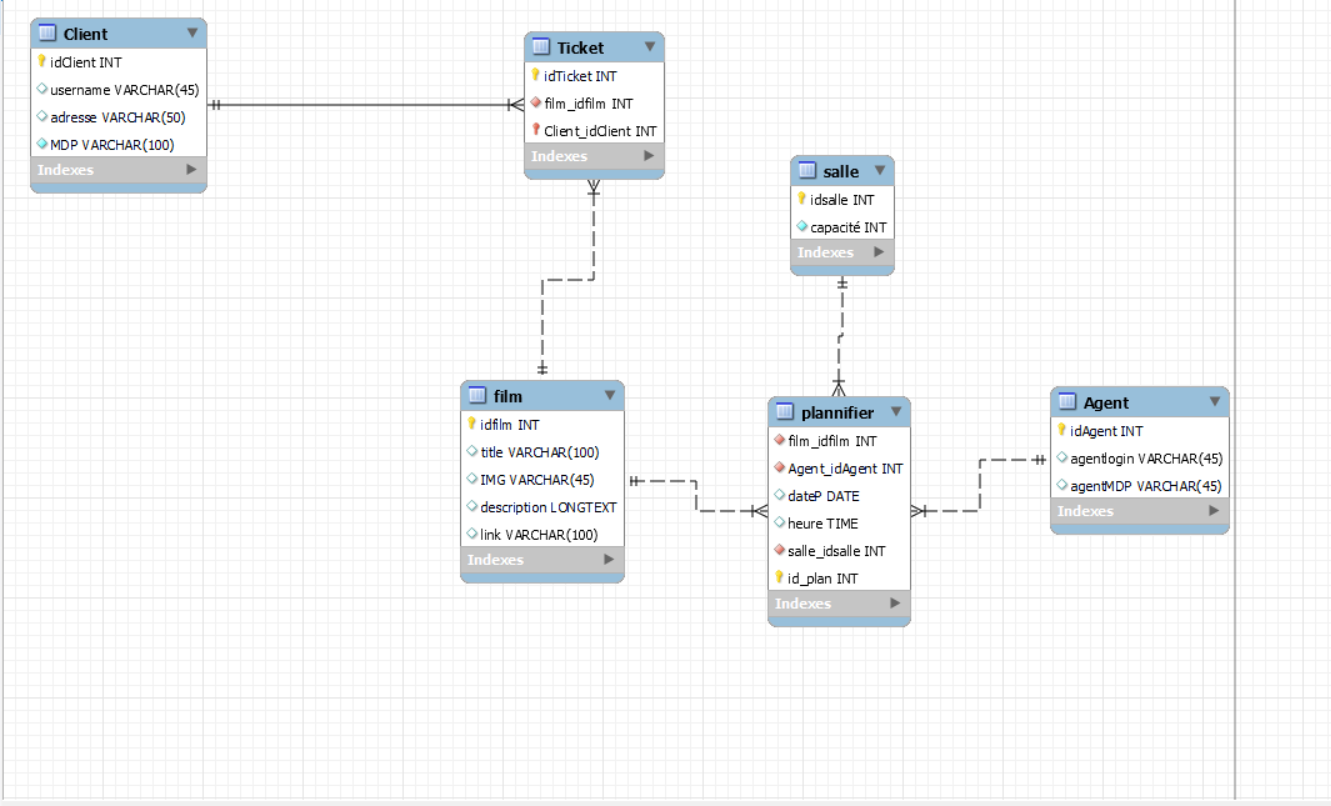 Client
idClient INT
username VARCHAR(45)
adresse VARCHAR(50)
MDP VARCHAR(100)
Indexes
Ticket
idTicket INT
film_idfilm INT
Client_idClient INT
Indexes
salle
idsalle INT
capacité INT
Indexes
film
idfilm INT
title VARCHAR(100)
IMG VARCHAR(45)
description LONGTEXT
link VARCHAR(100)
Indexes
plannifier
film_idfilm INT
Agent_idAgent INT
dateP DATE
heure TIME
salle_idsalle INT
id_plan INT
Indexes
Agent
idAgent INT
agentlogin VARCHAR(45)
agentMDP VARCHAR(45)
Indexes